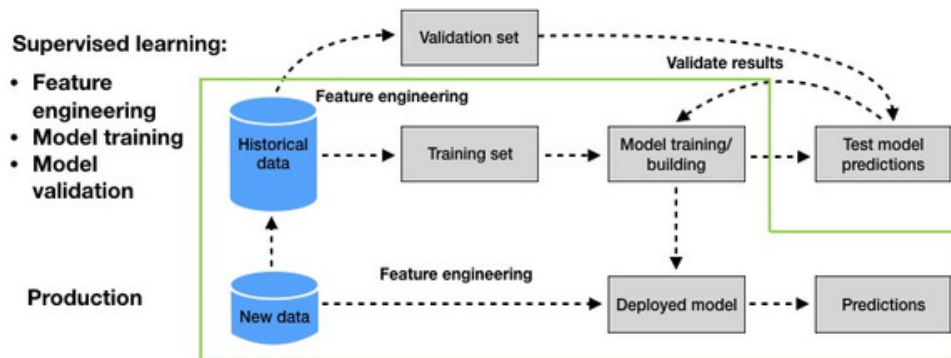 Supervised learning:
• Feature
engineering
• Model training
• Model
validation
Validation set
Validate results
Feature engineering
Historical
data
Training set
Model training/
building
Test model
predictions
Production
New data
Feature engineering
Deployed model
Predictions